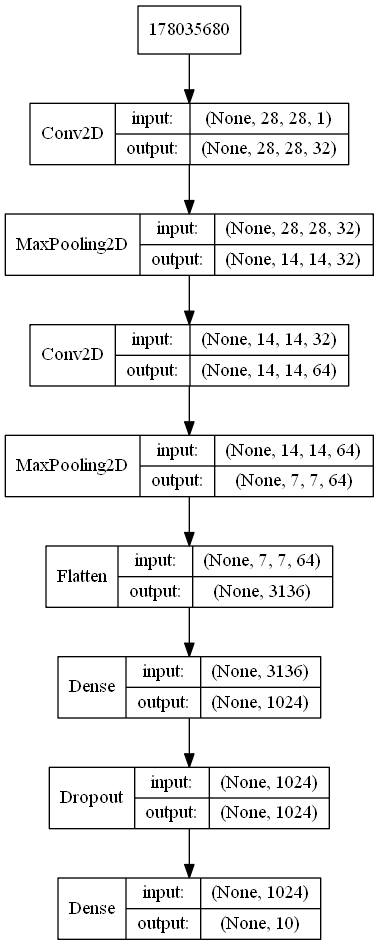 178035680
Conv2D
input: (None, 28, 28, 1)
output: (None, 28, 28, 32)
MaxPooling2D
input: (None, 28, 28, 32)
output: (None, 14, 14, 32)
Conv2D
input: (None, 14, 14, 32)
output: (None, 14, 14, 64)
MaxPooling2D
input: (None, 14, 14, 64)
output: (None, 7, 7, 64)
Flatten
input: (None, 7, 7, 64)
output: (None, 3136)
Dense
input: (None, 3136)
output: (None, 1024)
Dropout
input: (None, 1024)
output: (None, 1024)
Dense
input: (None, 1024)
output: (None, 10)